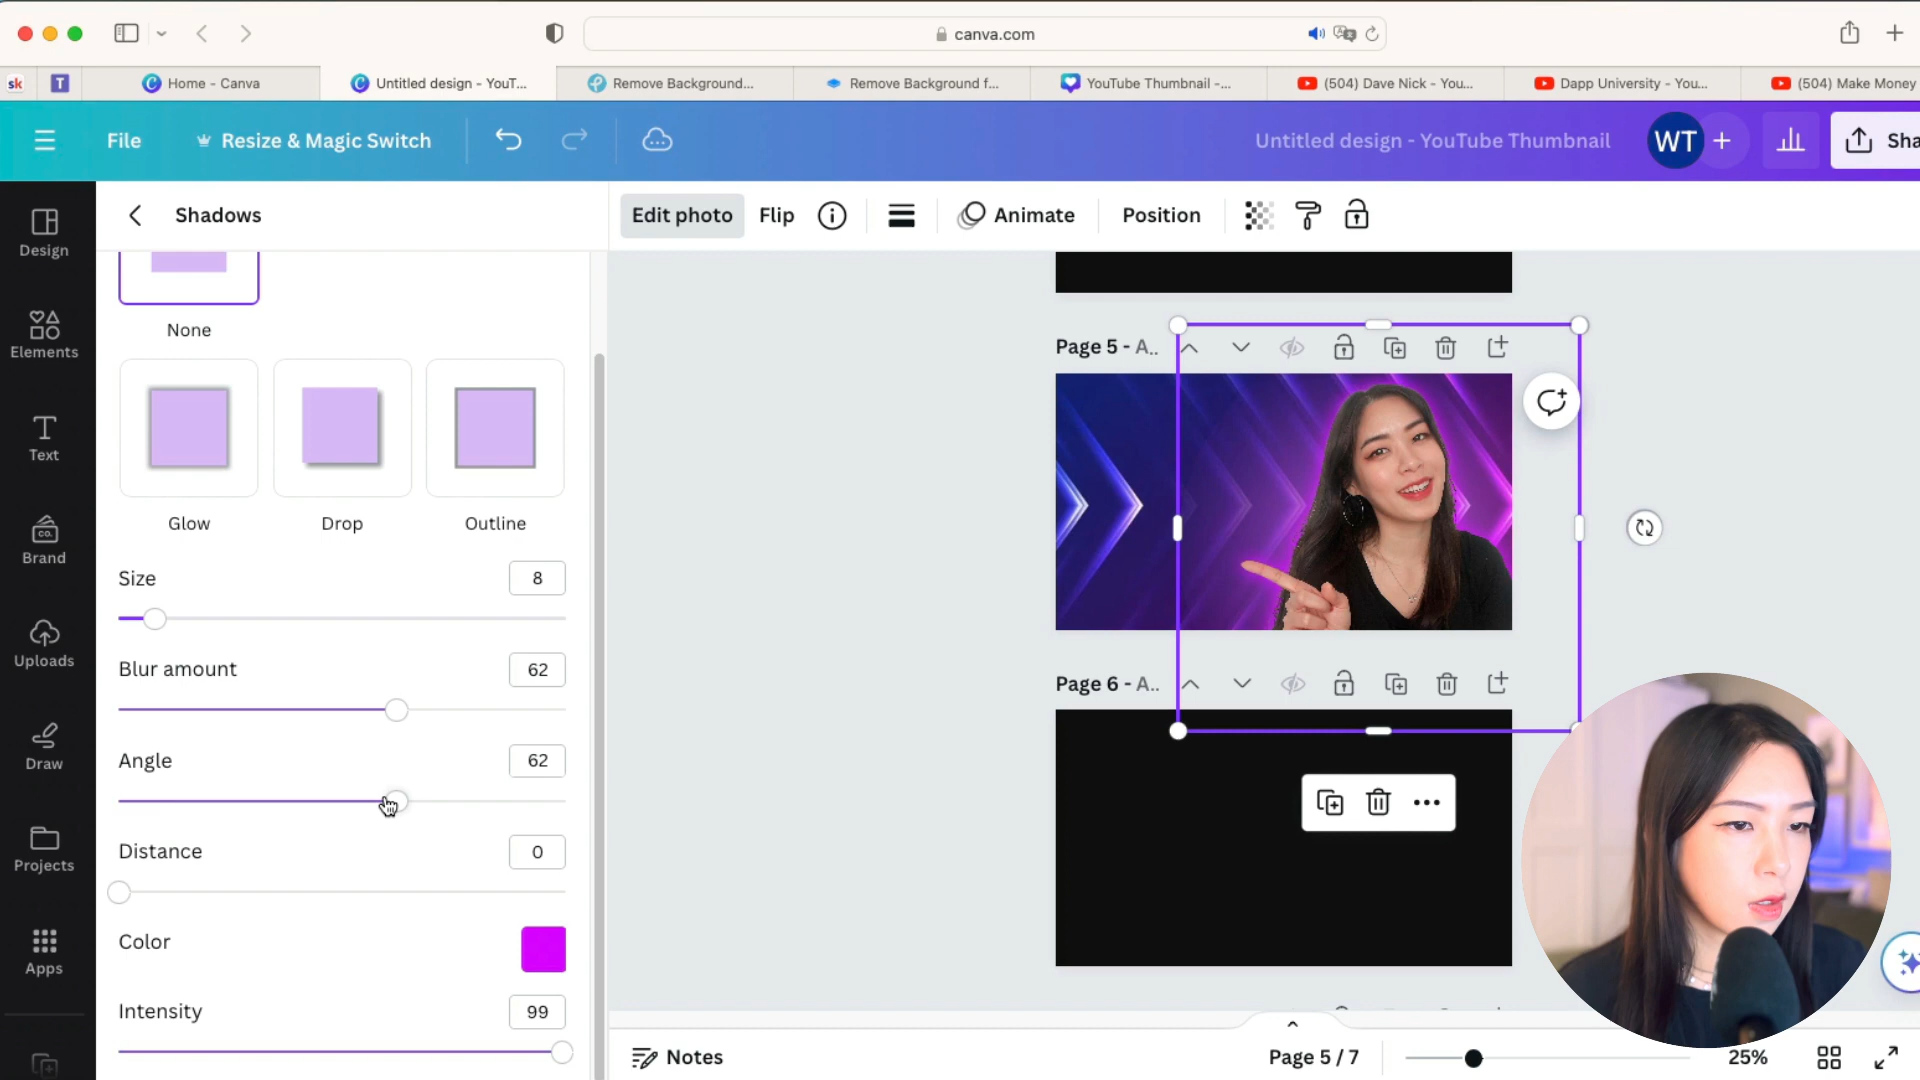 canva.com
sk
T
Home - Canva
Untitled design - YouT...
Remove Background...
Remove Background f...
YouTube Thumbnail -...
(504) Dave Nick - You...
Dapp University - You...
(504) Make Money
File
Resize & Magic Switch
Untitled design - YouTube Thumbnail
WT
Sha
Design
Elements
Text
Brand
CO.
Uploads
Draw
Projects
Apps
Shadows
None
Glow
Drop
Outline
Size
8
Blur amount
62
Angle
62
Distance
0
Color
Intensity
99
Edit photo
Flip
Animate
Position
Page 5 - A..
Page 6 - A..
Notes
Page 5 / 7
25%